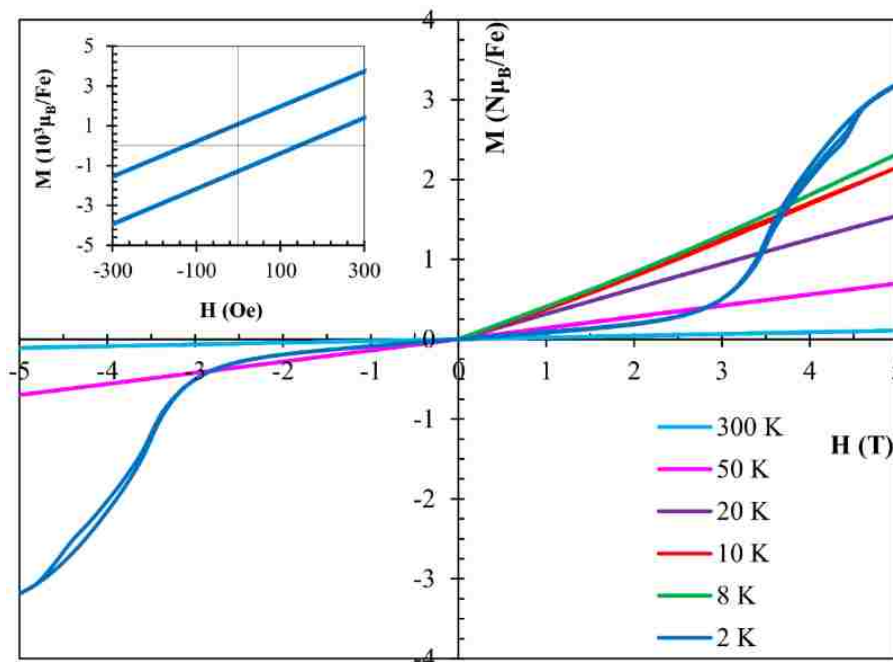 4
M (NμB/Fe)
5
3
1
-1
-3
-5
M (10³μB/Fe)
-300 -100 100 300
H (Oe)
3
2
1
0
-5 -4 -3 -2 -1 0 1 2 3 4 5
H (T)
-1
-2
-3
-4
300 K
50 K
20 K
10 K
8 K
2 K